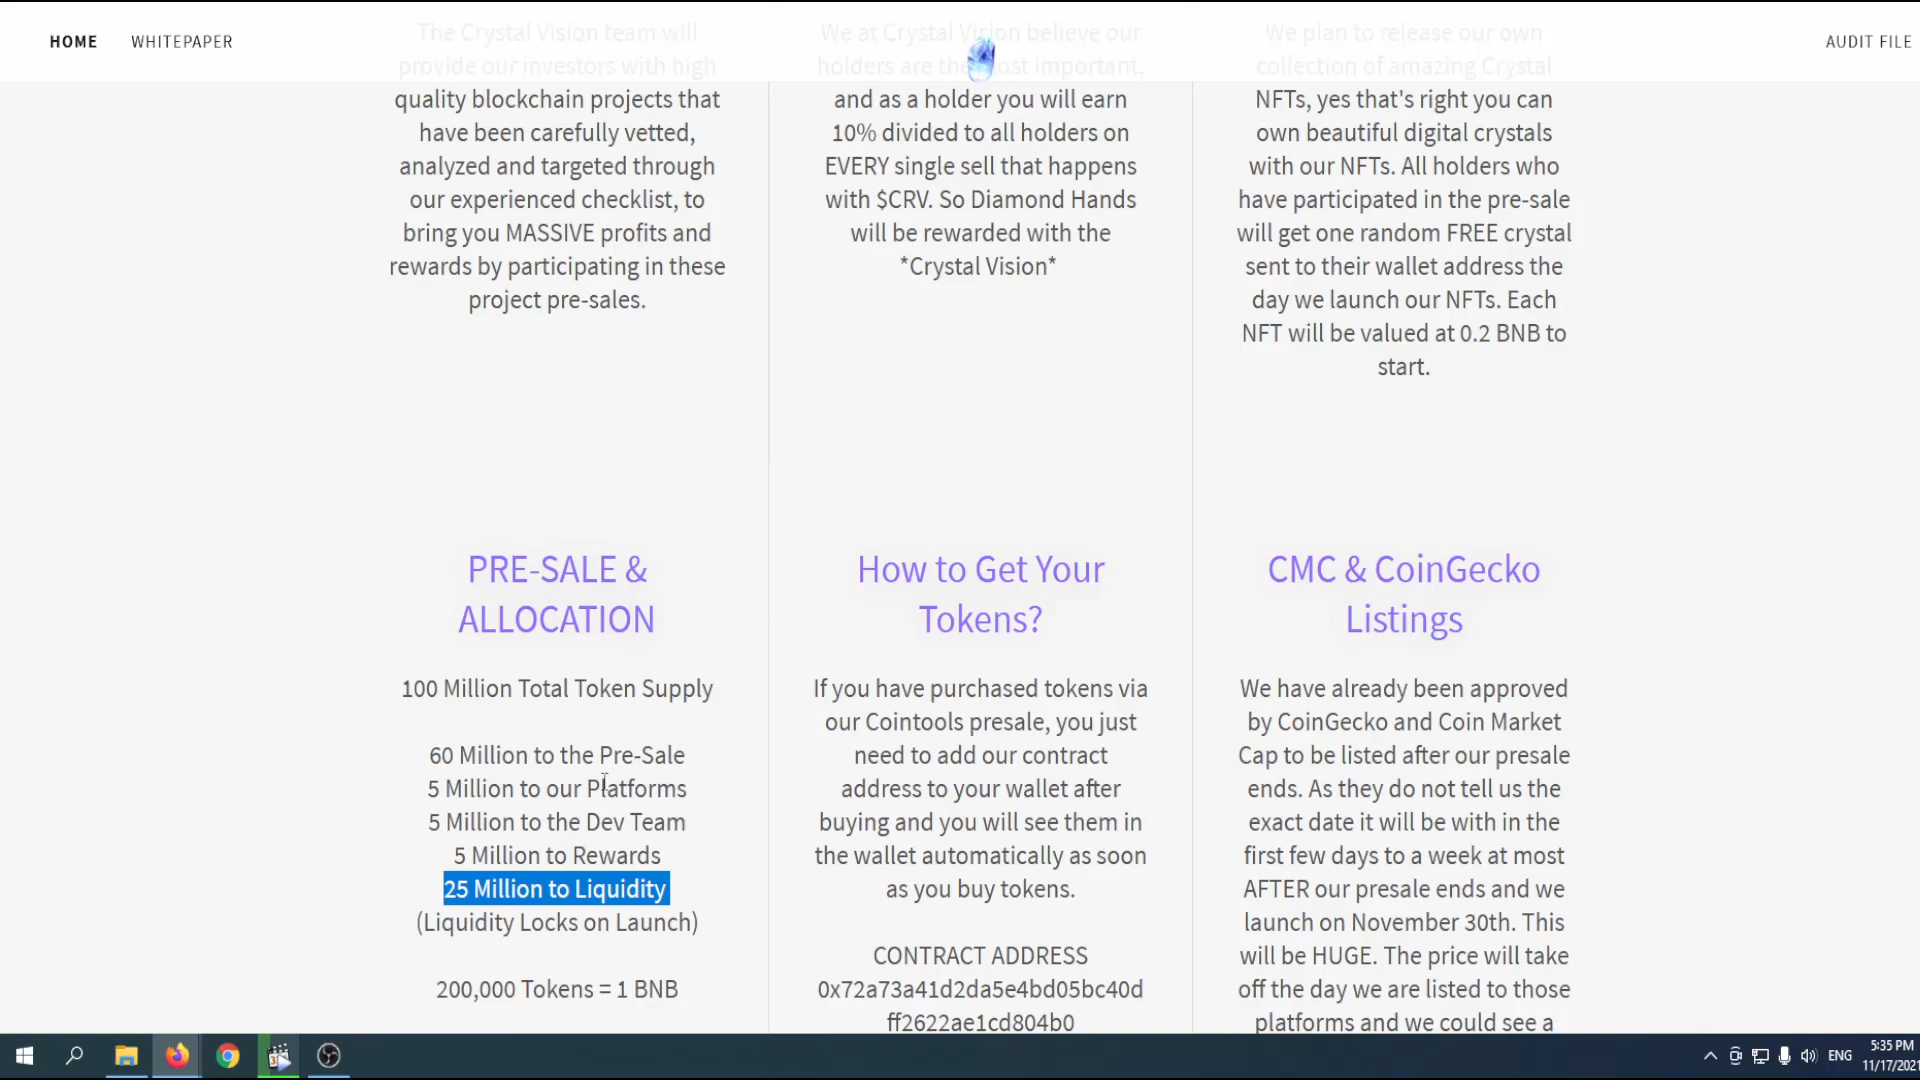 HOME
WHITEPAPER
AUDIT FILE
The Crystal Vision team will
provide our investors with high
quality blockchain projects that
have been carefully vetted,
analyzed and targeted through
our experienced checklist, to
bring you MASSIVE profits and
rewards by participating in these
project pre-sales.
We at Crystal Vision believe our
holders are the most important,
and as a holder you will earn
10% divided to all holders on
EVERY single sell that happens
with $CRV. So Diamond Hands
will be rewarded with the
*Crystal Vision*
We plan to release our own
collection of amazing Crystal
NFTs, yes that's right you can
own beautiful digital crystals
with our NFTs. All holders who
have participated in the pre-sale
will get one random FREE crystal
sent to their wallet address the
day we launch our NFTs. Each
NFT will be valued at 0.2 BNB to
start.
PRE-SALE &
ALLOCATION
100 Million Total Token Supply
60 Million to the Pre-Sale
5 Million to our Platforms
5 Million to the Dev Team
5 Million to Rewards
25 Million to Liquidity
(Liquidity Locks on Launch)
200,000 Tokens = 1 BNB
How to Get Your
Tokens?
If you have purchased tokens via
our Cointools presale, you just
need to add our contract
address to your wallet after
buying and you will see them in
the wallet automatically as soon
as you buy tokens.
CONTRACT ADDRESS
0x72a73a41d2da5e4bd05bc40d
ff2622ae1cd804b0
CMC & CoinGecko
Listings
We have already been approved
by CoinGecko and Coin Market
Cap to be listed after our presale
ends. As they do not tell us the
exact date it will be with in the
first few days to a week at most
AFTER our presale ends and we
launch on November 30th. This
will be HUGE. The price will take
off the day we are listed to those
platforms and we could see a
ENG
5:35 PM
11/17/2021